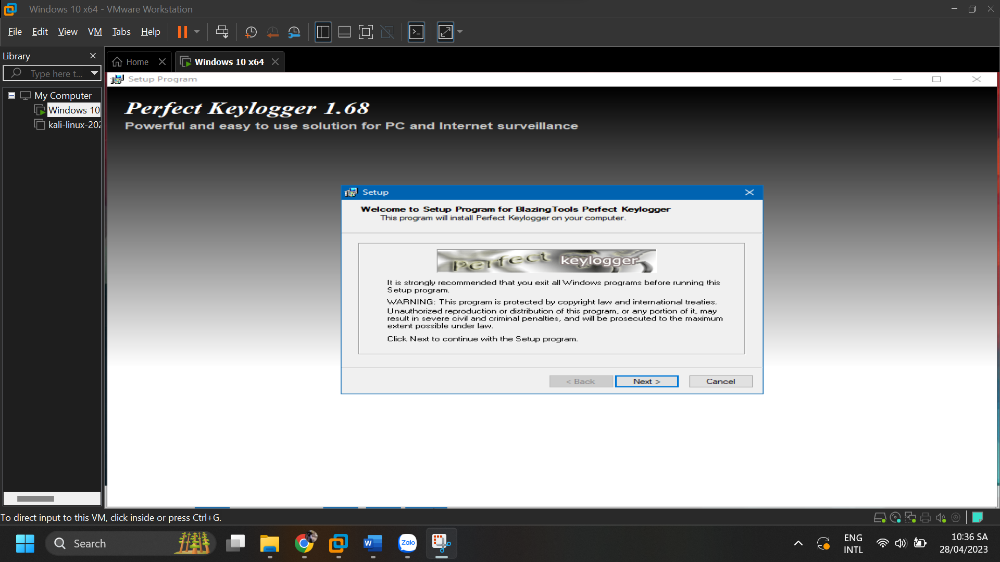 Windows 10 x64 - VMware Workstation
File Edit View VM Tabs Help
Library
Type here t...
My Computer
Windows 10
kali-linux-202
Home
Windows 10 x64
Setup Program
Perfect Keylogger 1.68
Powerful and easy to use solution for PC and Internet surveillance
Setup
Welcome to Setup Program for BlazingTools Perfect Keylogger
This program will install Perfect Keylogger on your computer.
Perfect keylogger
It is strongly recommended that you exit all Windows programs before running this
Setup program.
WARNING: This program is protected by copyright law and international treaties.
Unauthorized reproduction or distribution of this program, or any portion of it, may
result in severe civil and criminal penalties, and will be prosecuted to the maximum
extent possible under law.
Click Next to continue with the Setup program.
< Back
Next >
Cancel
To direct input to this VM, click inside or press Ctrl+G.
Search
W
Zalo
ENG
INTL
10:36 SA
28/04/2023